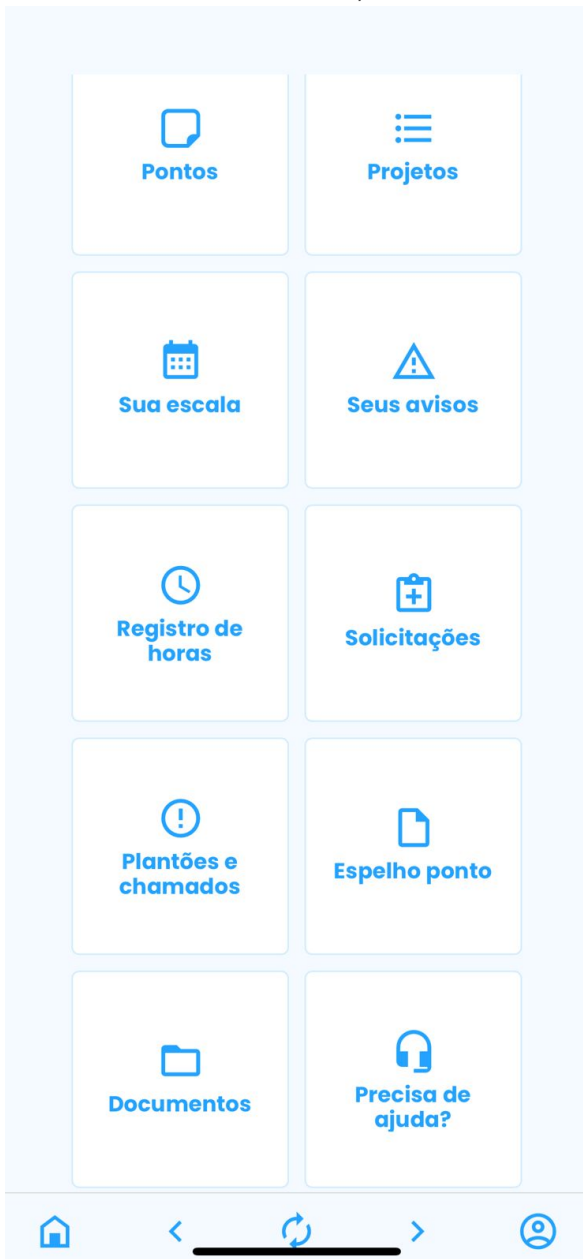 Pontos
Projetos
Sua escala
Seus avisos
Registro de
horas
Solicitações
Plantões e
chamados
Espelho ponto
Documentos
Precisa de
ajuda?